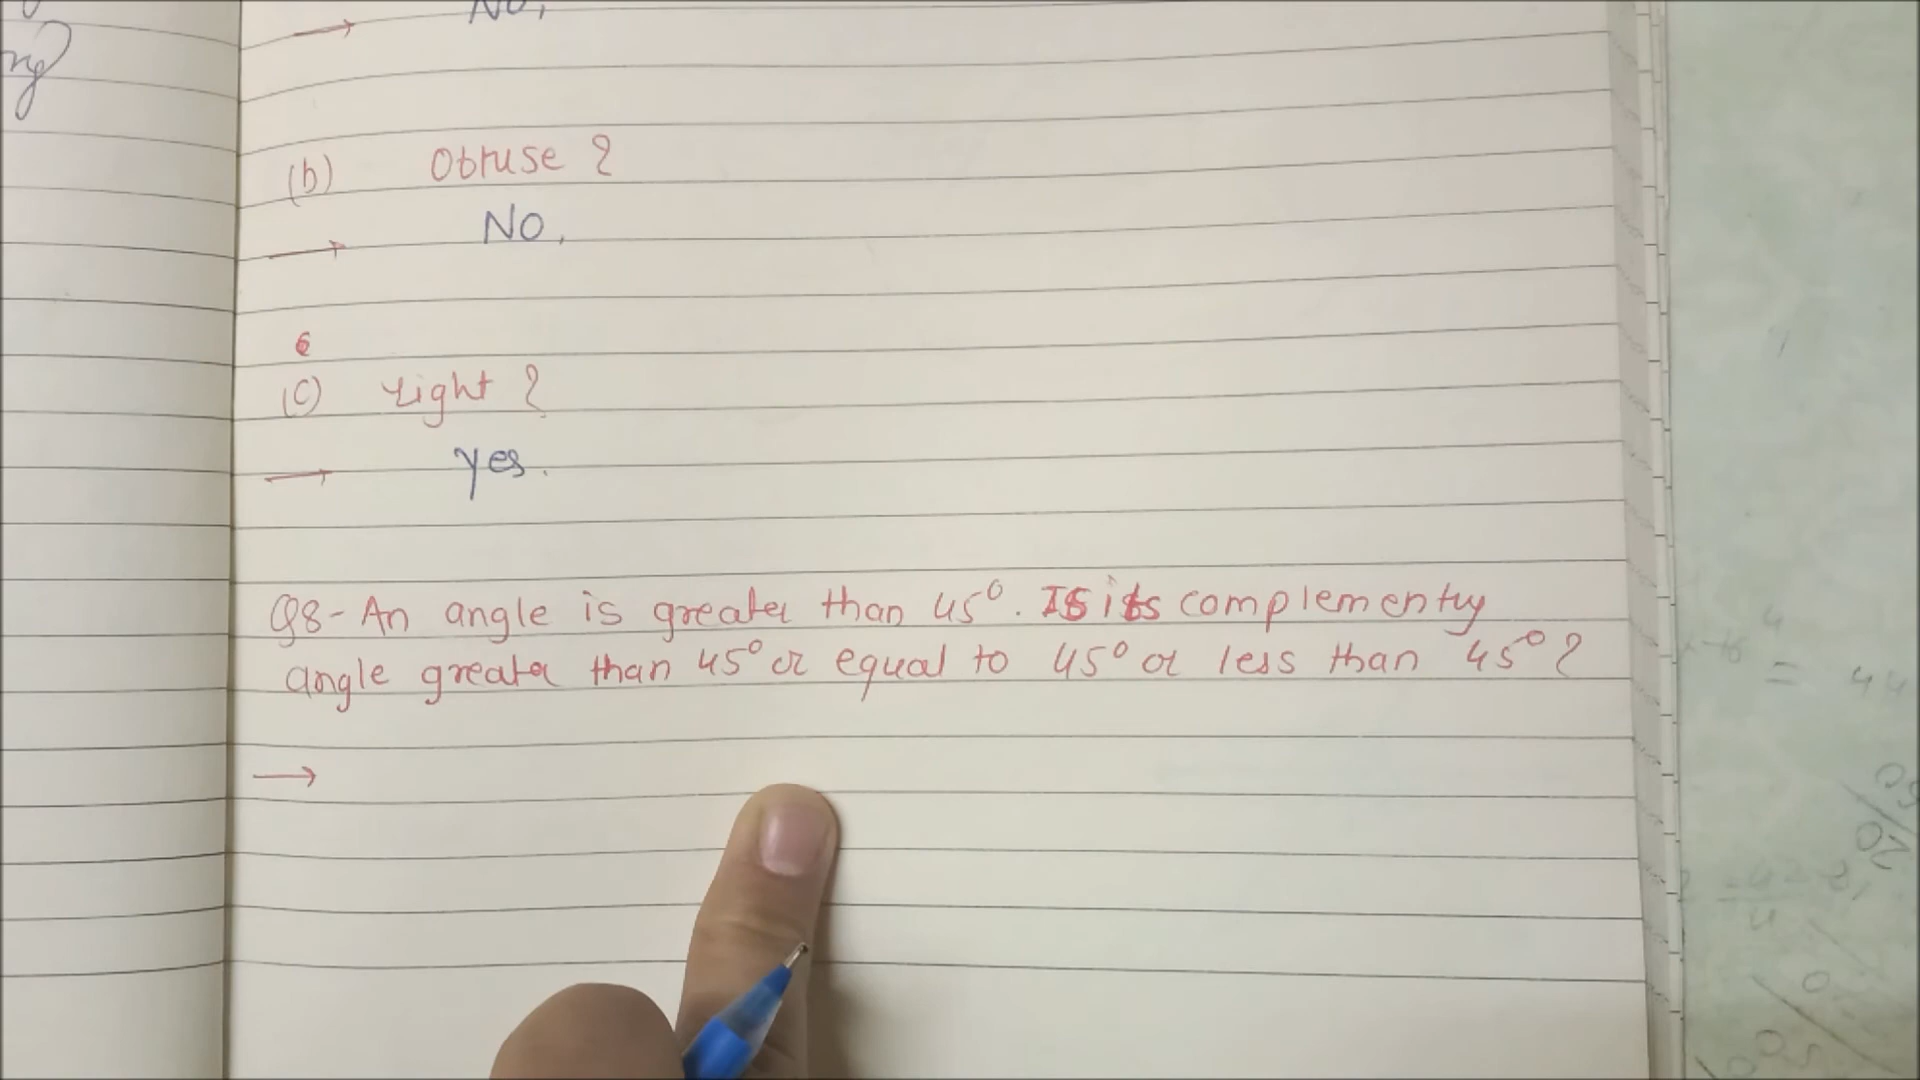 No,
(b) Obtuse ?
No,
(c) right ?
yes.
Q8- An angle is greater than 45°. Is its complementry
angle greater than 45° or equal to 45° or less than 45° ?